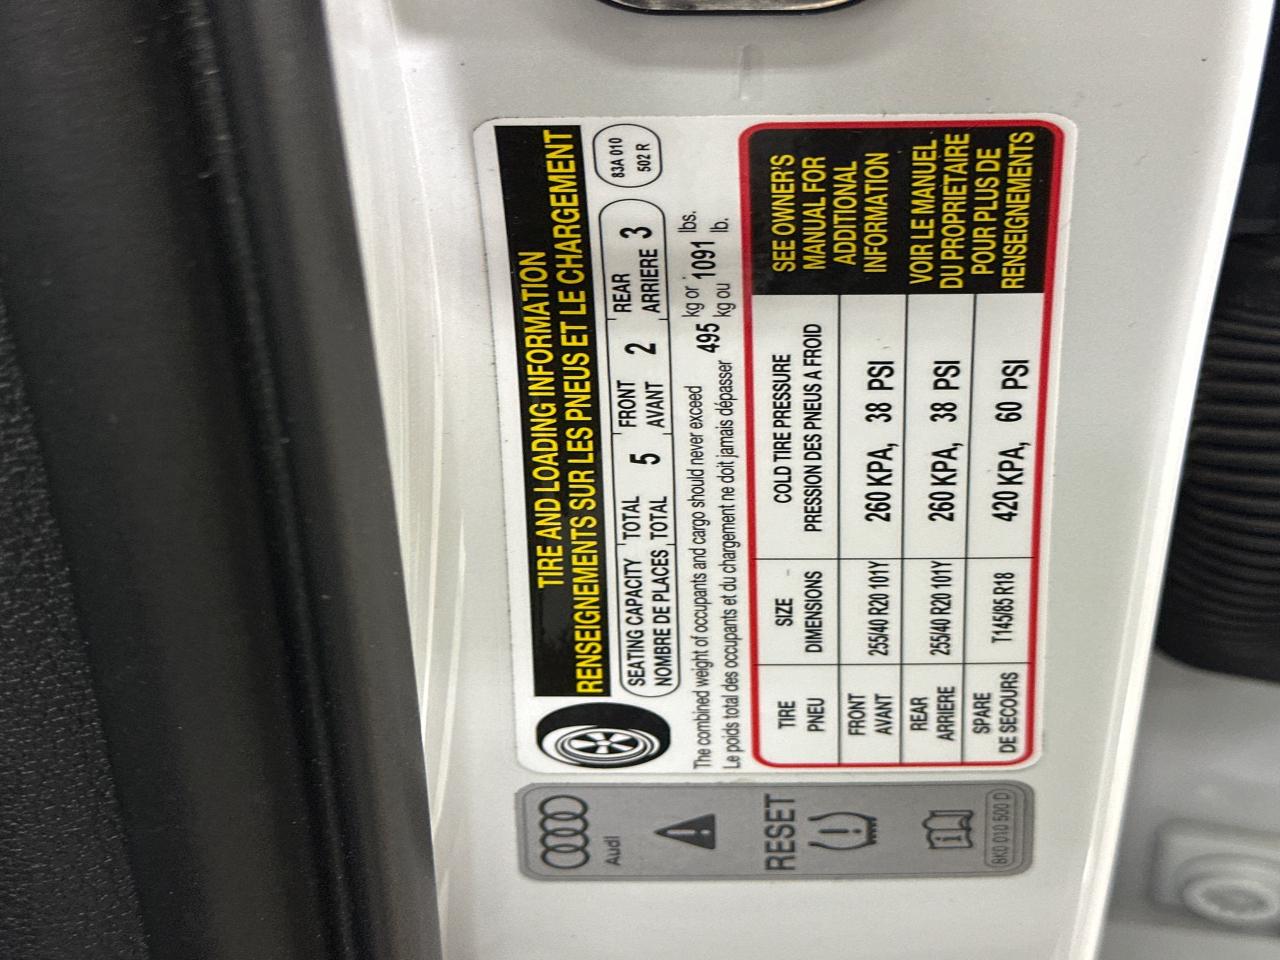 TIRE AND LOADING INFORMATION
RENSEIGNEMENTS SUR LES PNEUS ET LE CHARGEMENT
SEATING CAPACITY TOTAL 5 FRONT 2 REAR 3
NOMBRE DE PLACES TOTAL AVANT ARRIERE
83A 010
502 R
The combined weight of occupants and cargo should never exceed 495 kg or 1091 lbs.
Le poids total des occupants et du chargement ne doit jamais dépasser kg ou lb.
TIRE SIZE COLD TIRE PRESSURE
PNEU DIMENSIONS PRESSION DES PNEUS A FROID
FRONT
AVANT 255/40 R20 101Y 260 KPA, 38 PSI
REAR
ARRIERE 255/40 R20 101Y 260 KPA, 38 PSI
SPARE
DE SECOURS T145/85 R18 420 KPA, 60 PSI
SEE OWNER'S
MANUAL FOR
ADDITIONAL
INFORMATION
VOIR LE MANUEL
DU PROPRIETAIRE
POUR PLUS DE
RENSEIGNEMENTS
Audi
RESET
8K0 010 500 D